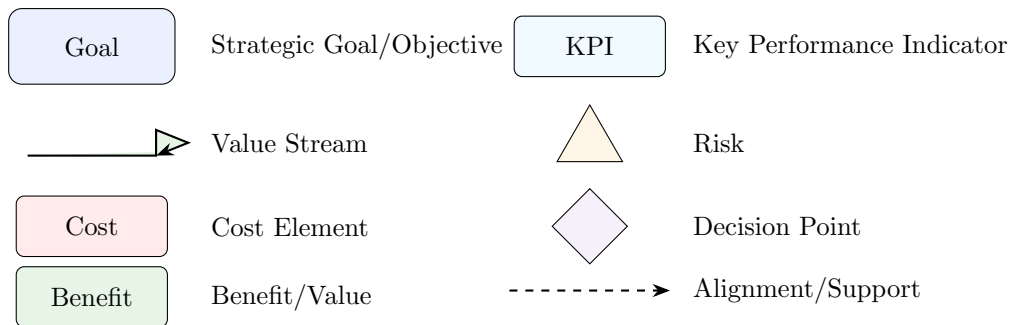 Goal Strategic Goal/Objective KPI Key Performance Indicator
Value Stream Risk
Cost Cost Element Decision Point
Benefit Benefit/Value Alignment/Support